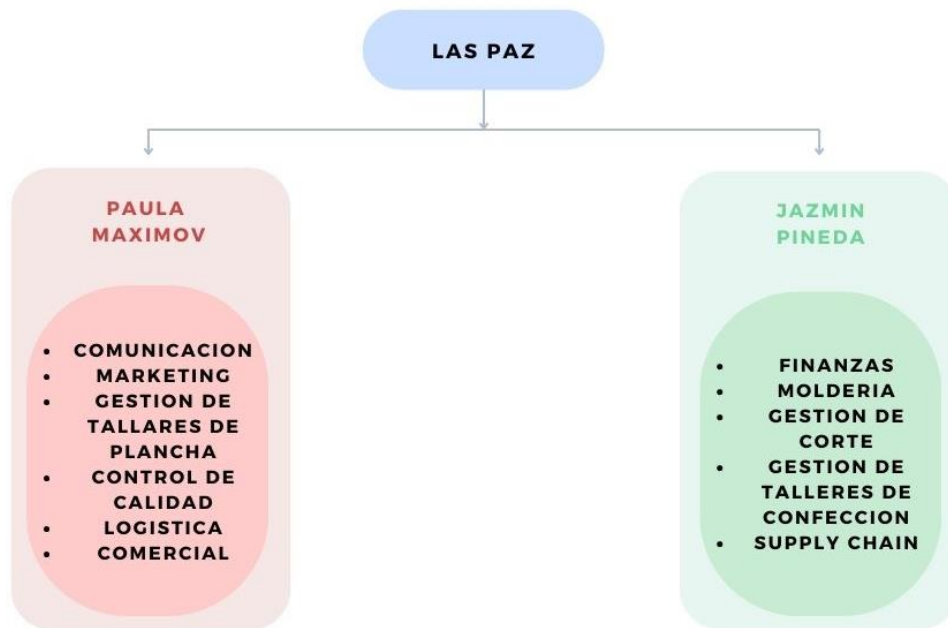 LAS PAZ
PAULA
MAXIMOV
• COMUNICACION
• MARKETING
• GESTION DE
TALLARES DE
PLANCHA
• CONTROL DE
CALIDAD
• LOGISTICA
• COMERCIAL
JAZMIN
PINEDA
• FINANZAS
• MOLDERIA
• GESTION DE
CORTE
• GESTION DE
TALLERES DE
CONFECCION
• SUPPLY CHAIN